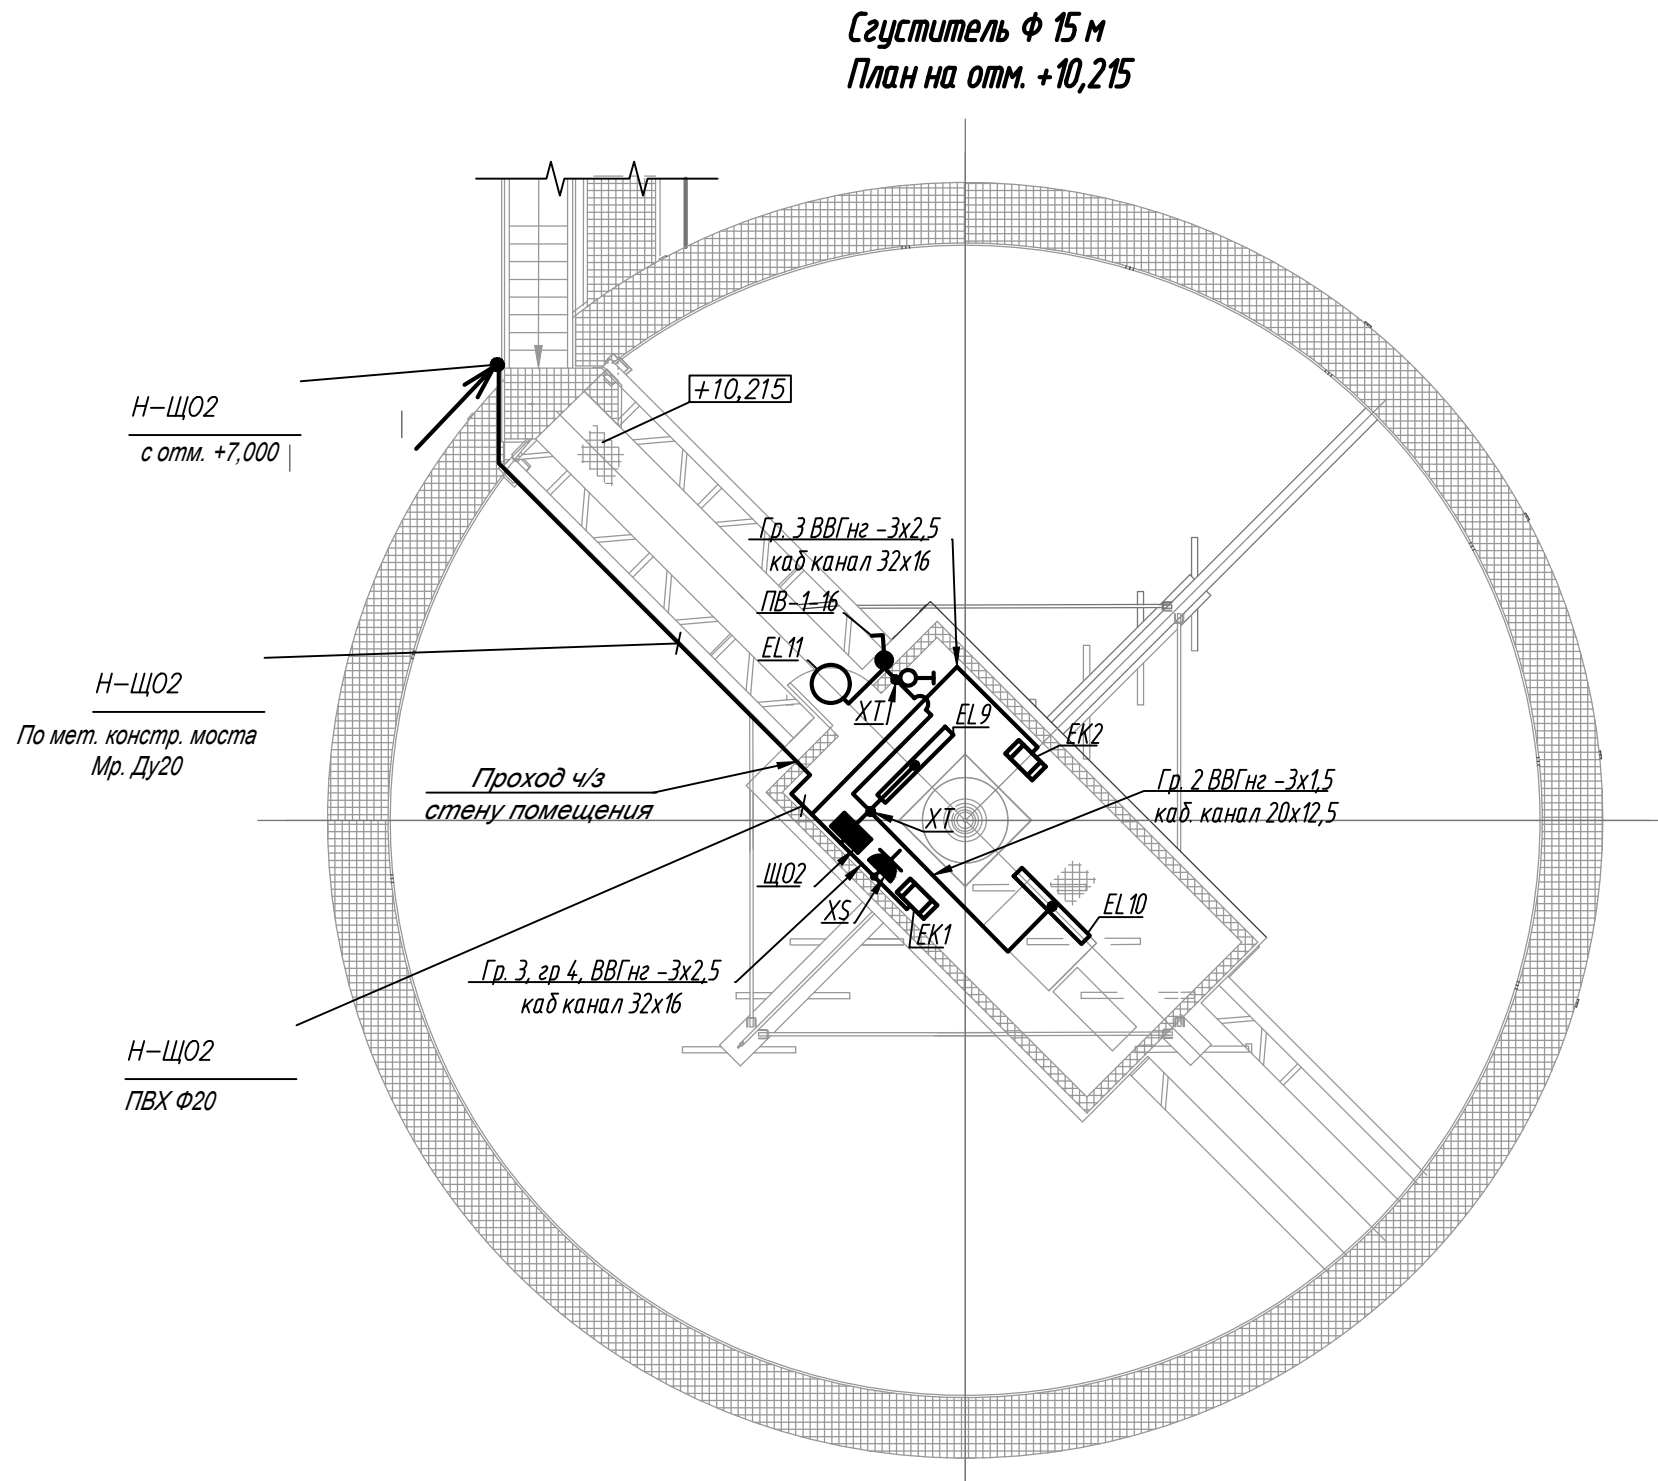 Сгуститель Ф 15 м
План на отм. +10,215
+10,215
Н-ЩО2
с отм. +7,000
Гр. 3 ВВГнг -3х2,5
каб канал 32х16
ПВ-1-16
EL11
XT
EL9
EK2
Н-ЩО2
По мет. констр. моста
Мр. Ду20
Проход ч/з
стену помещения
Гр. 2 ВВГнг -3х1,5
каб. канал 20х12,5
XT
ЩО2
XS
EK1
EL10
Гр. 3, гр 4, ВВГнг -3х2,5
каб канал 32х16
Н-ЩО2
ПВХ Ф20